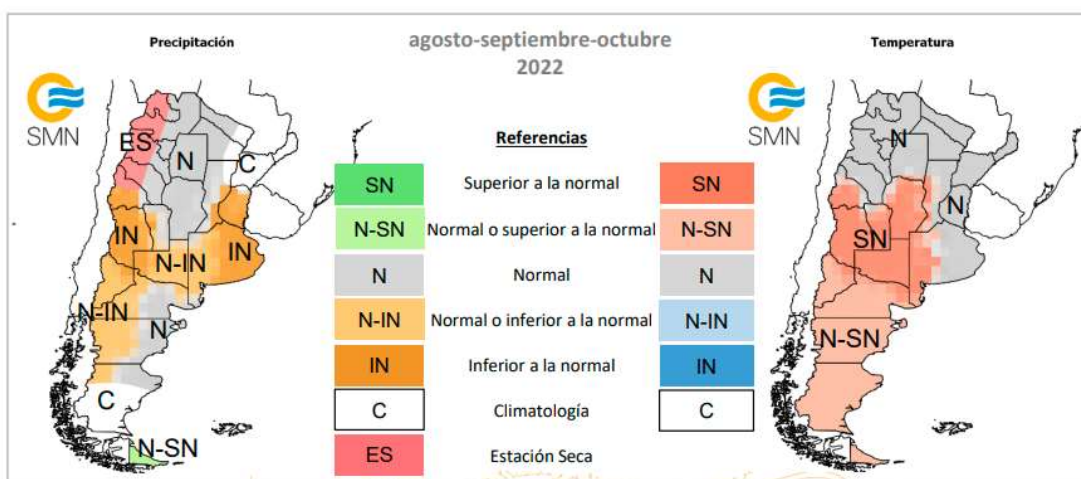 agosto-septiembre-octubre
2022
Precipitación
SMN
ES
N
C
IN
N-IN
IN
N-IN
N
C
N-SN
Referencias
SN Superior a la normal SN
N-SN Normal o superior a la normal N-SN
N Normal N
N-IN Normal o inferior a la normal N-IN
IN Inferior a la normal IN
C Climatología C
ES Estación Seca
Temperatura
SMN
N
N
SN
N-SN